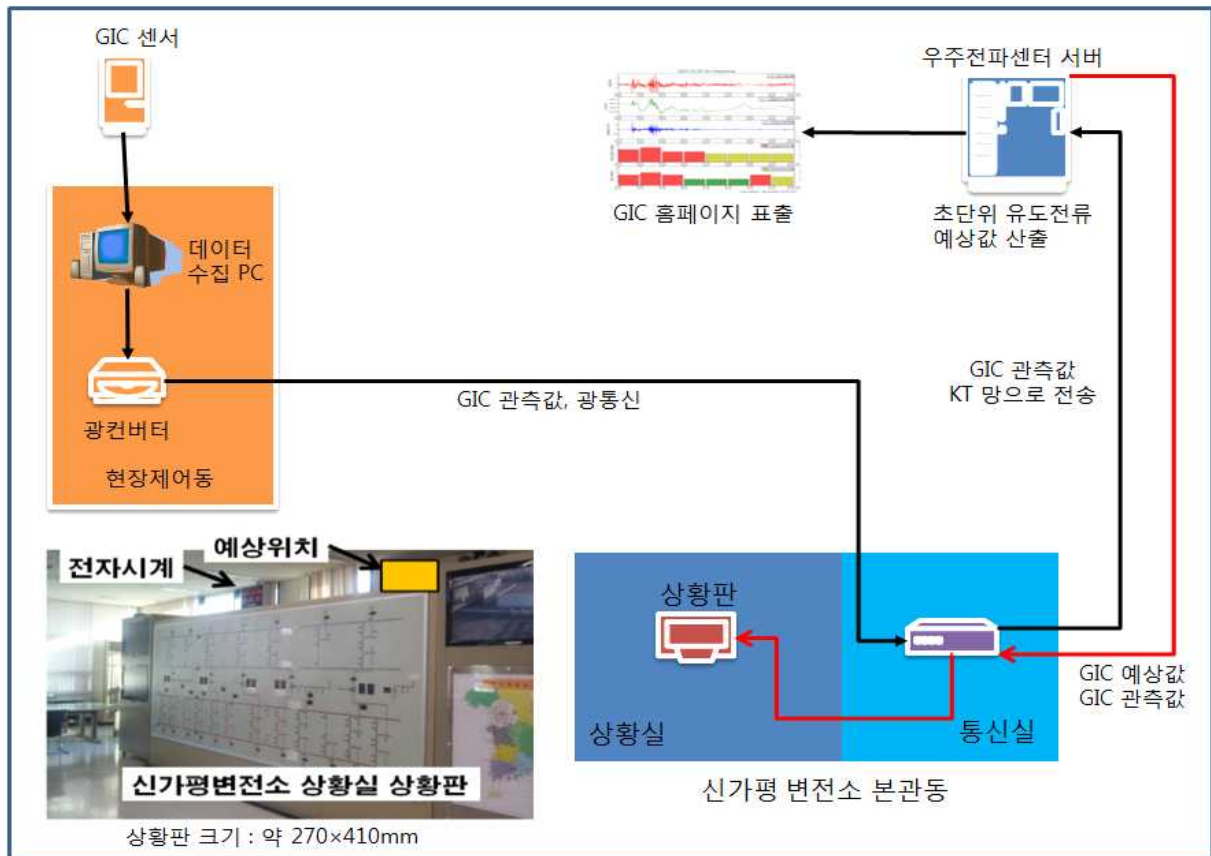 GIC 센서
우주전파센터 서버
데이터
수집 PC
GIC 홈페이지 표출
초단위 유도전류
예상값 산출
GIC 관측값, 광통신
GIC 관측값
KT 망으로 전송
광컨버터
현장제어동
예상위치
전자시계
신가평변전소 상황실 상황판
상황판 크기 : 약 270×410mm
상황판
GIC 예상값
GIC 관측값
상황실
통신실
신가평 변전소 본관동